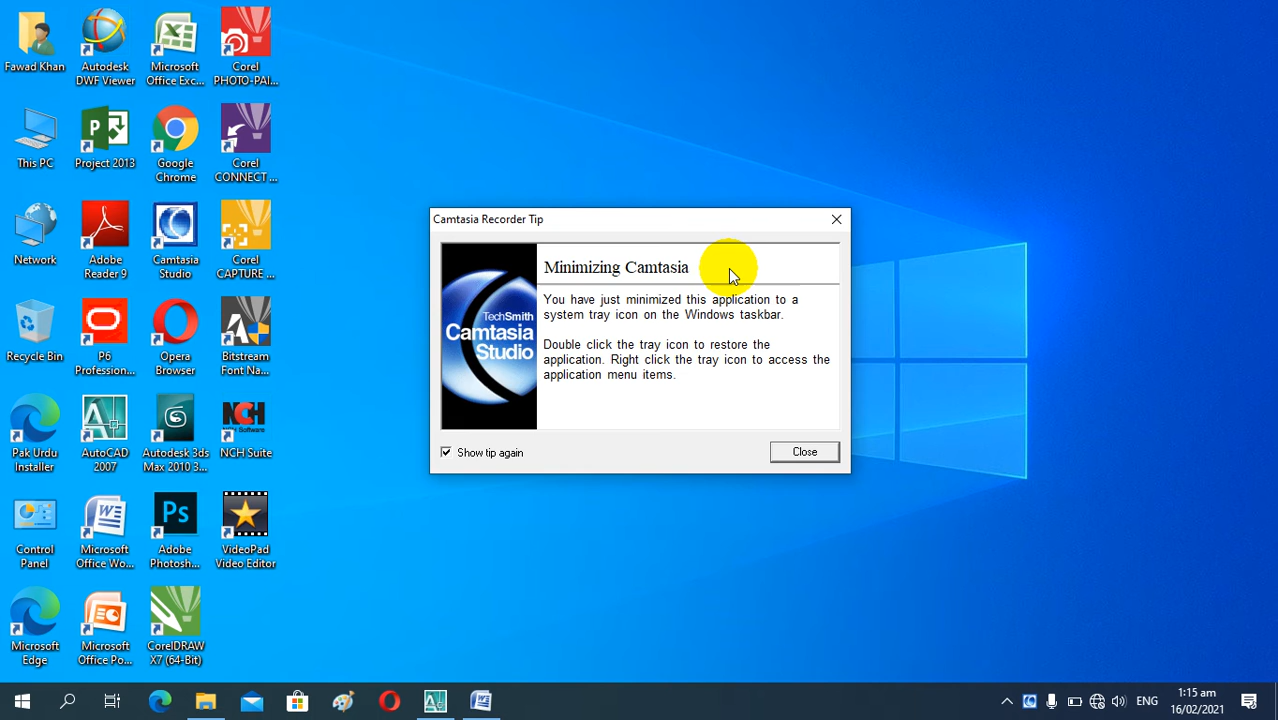 Fawad Khan
Autodesk
DWF Viewer
Microsoft
Office Exc...
Corel
PHOTO-PAI...
This PC
Project 2013
Google
Chrome
Corel
CONNECT ...
Network
Adobe
Reader 9
Camtasia
Studio
Corel
CAPTURE ...
Recycle Bin
P6
Profession...
Opera
Browser
Bitstream
Font Na...
Pak Urdu
Installer
AutoCAD
2007
Autodesk 3ds
Max 2010 3...
NCH
Software
NCH Suite
Control
Panel
Microsoft
Office Wo...
Ps
Adobe
Photosh...
VideoPad
Video Editor
Microsoft
Edge
Microsoft
Office Po...
CorelDRAW
X7 (64-Bit)
Camtasia Recorder Tip
TechSmith
Camtasia
Studio
Minimizing Camtasia
You have just minimized this application to a
system tray icon on the Windows taskbar.
Double click the tray icon to restore the
application. Right click the tray icon to access the
application menu items.
Show tip again
Close
ENG
1:15 am
16/02/2021